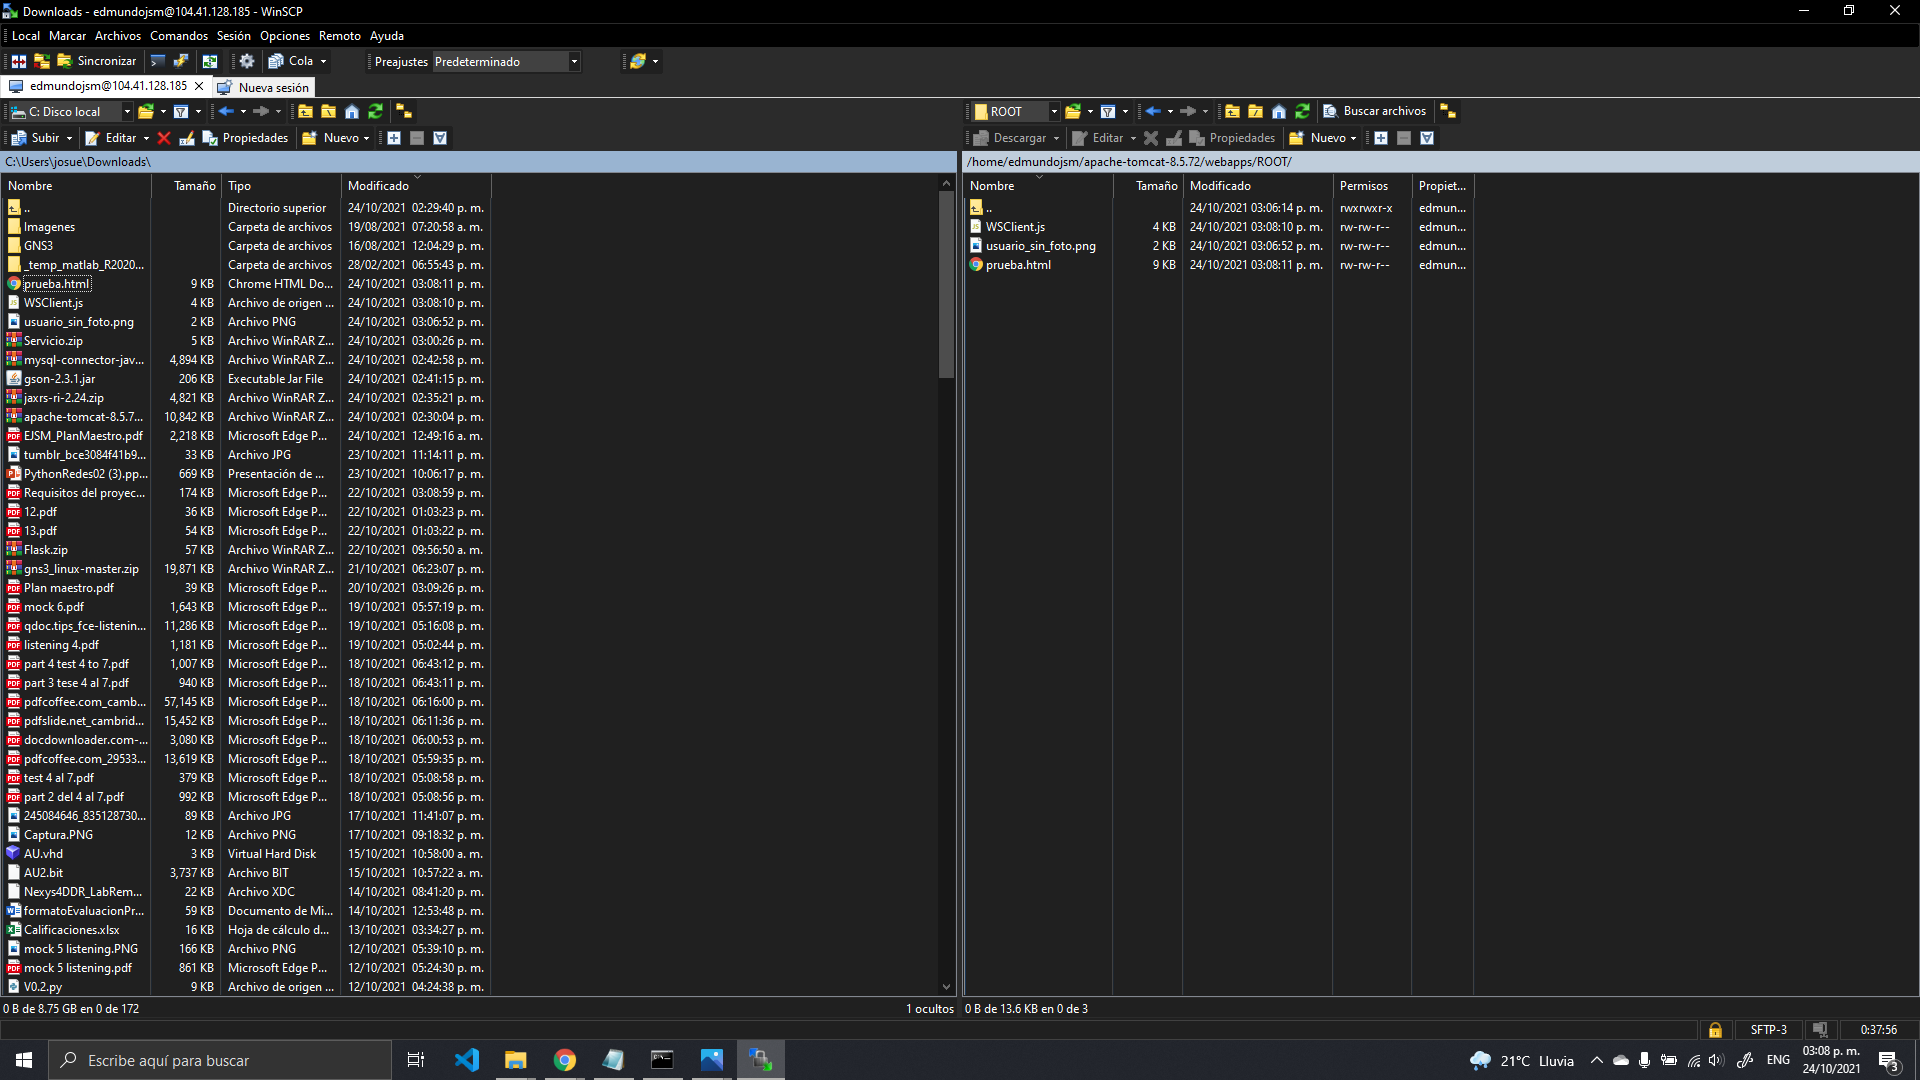 Downloads - edmundojsm@104.41.128.185 - WinSCP
Local Marcar Archivos Comandos Sesión Opciones Remoto Ayuda
Sincronizar Cola Preajustes Predeterminado
edmundojsm@104.41.128.185 Nueva sesión
C: Disco local ROOT Buscar archivos
Subir Editar Propiedades Nuevo Descargar Editar Propiedades Nuevo
C:\Users\josue\Downloads\
Nombre Tamaño Tipo Modificado
.. Directorio superior 24/10/2021 02:29:40 p. m.
Imagenes Carpeta de archivos 19/08/2021 07:20:58 a. m.
GNS3 Carpeta de archivos 16/08/2021 12:04:29 p. m.
_temp_matlab_R2020... Carpeta de archivos 28/02/2021 06:55:43 p. m.
prueba.html 9 KB Chrome HTML Do... 24/10/2021 03:08:11 p. m.
WSClient.js 4 KB Archivo de origen ... 24/10/2021 03:08:10 p. m.
usuario_sin_foto.png 2 KB Archivo PNG 24/10/2021 03:06:52 p. m.
Servicio.zip 5 KB Archivo WinRAR Z... 24/10/2021 03:00:26 p. m.
mysql-connector-jav... 4,894 KB Archivo WinRAR Z... 24/10/2021 02:42:58 p. m.
gson-2.3.1.jar 206 KB Executable Jar File 24/10/2021 02:41:15 p. m.
jaxrs-ri-2.24.zip 4,821 KB Archivo WinRAR Z... 24/10/2021 02:35:21 p. m.
apache-tomcat-8.5.7... 10,842 KB Archivo WinRAR Z... 24/10/2021 02:30:04 p. m.
EJSM_PlanMaestro.pdf 2,218 KB Microsoft Edge P... 24/10/2021 12:49:16 a. m.
tumblr_bce3084f41b9... 33 KB Archivo JPG 23/10/2021 11:14:11 p. m.
PythonRedes02 (3).pp... 669 KB Presentación de ... 23/10/2021 10:06:17 p. m.
Requisitos del proyec... 174 KB Microsoft Edge P... 22/10/2021 03:08:59 p. m.
12.pdf 36 KB Microsoft Edge P... 22/10/2021 01:03:23 p. m.
13.pdf 54 KB Microsoft Edge P... 22/10/2021 01:03:22 p. m.
Flask.zip 57 KB Archivo WinRAR Z... 22/10/2021 09:56:50 a. m.
gns3_linux-master.zip 19,871 KB Archivo WinRAR Z... 21/10/2021 06:23:07 p. m.
Plan maestro.pdf 39 KB Microsoft Edge P... 20/10/2021 03:09:26 p. m.
mock 6.pdf 1,643 KB Microsoft Edge P... 19/10/2021 05:57:19 p. m.
qdoc.tips_fce-listenin... 11,286 KB Microsoft Edge P... 19/10/2021 05:16:08 p. m.
listening 4.pdf 1,181 KB Microsoft Edge P... 19/10/2021 05:02:44 p. m.
part 4 test 4 to 7.pdf 1,007 KB Microsoft Edge P... 18/10/2021 06:43:12 p. m.
part 3 tese 4 al 7.pdf 940 KB Microsoft Edge P... 18/10/2021 06:43:11 p. m.
pdfcoffee.com_camb... 57,145 KB Microsoft Edge P... 18/10/2021 06:16:00 p. m.
pdfslide.net_cambrid... 15,452 KB Microsoft Edge P... 18/10/2021 06:11:36 p. m.
docdownloader.com-... 3,080 KB Microsoft Edge P... 18/10/2021 06:00:53 p. m.
pdfcoffee.com_29533... 13,619 KB Microsoft Edge P... 18/10/2021 05:59:35 p. m.
test 4 al 7.pdf 379 KB Microsoft Edge P... 18/10/2021 05:08:58 p. m.
part 2 del 4 al 7.pdf 992 KB Microsoft Edge P... 18/10/2021 05:08:56 p. m.
245084646_835128730... 89 KB Archivo JPG 17/10/2021 11:41:07 p. m.
Captura.PNG 12 KB Archivo PNG 17/10/2021 09:18:32 p. m.
AU.vhd 3 KB Virtual Hard Disk 15/10/2021 10:58:00 a. m.
AU2.bit 3,737 KB Archivo BIT 15/10/2021 10:57:22 a. m.
Nexys4DDR_LabRem... 22 KB Archivo XDC 14/10/2021 08:41:20 p. m.
formatoEvaluacionPr... 59 KB Documento de Mi... 14/10/2021 12:53:48 p. m.
Calificaciones.xlsx 16 KB Hoja de cálculo d... 13/10/2021 03:34:27 p. m.
mock 5 listening.PNG 166 KB Archivo PNG 12/10/2021 05:39:10 p. m.
mock 5 listening.pdf 861 KB Microsoft Edge P... 12/10/2021 05:24:30 p. m.
V0.2.py 9 KB Archivo de origen ... 12/10/2021 04:24:38 p. m.
0 B de 8.75 GB en 0 de 172 1 ocultos
/home/edmundojsm/apache-tomcat-8.5.72/webapps/ROOT/
Nombre Tamaño Modificado Permisos Propiet...
.. 24/10/2021 03:06:14 p. m. rwxrwxr-x edmun...
WSClient.js 4 KB 24/10/2021 03:08:10 p. m. rw-rw-r-- edmun...
usuario_sin_foto.png 2 KB 24/10/2021 03:06:52 p. m. rw-rw-r-- edmun...
prueba.html 9 KB 24/10/2021 03:08:11 p. m. rw-rw-r-- edmun...
0 B de 13.6 KB en 0 de 3
SFTP-3 0:37:56
Escribe aquí para buscar 21°C Lluvia ENG 03:08 p. m.
24/10/2021
3